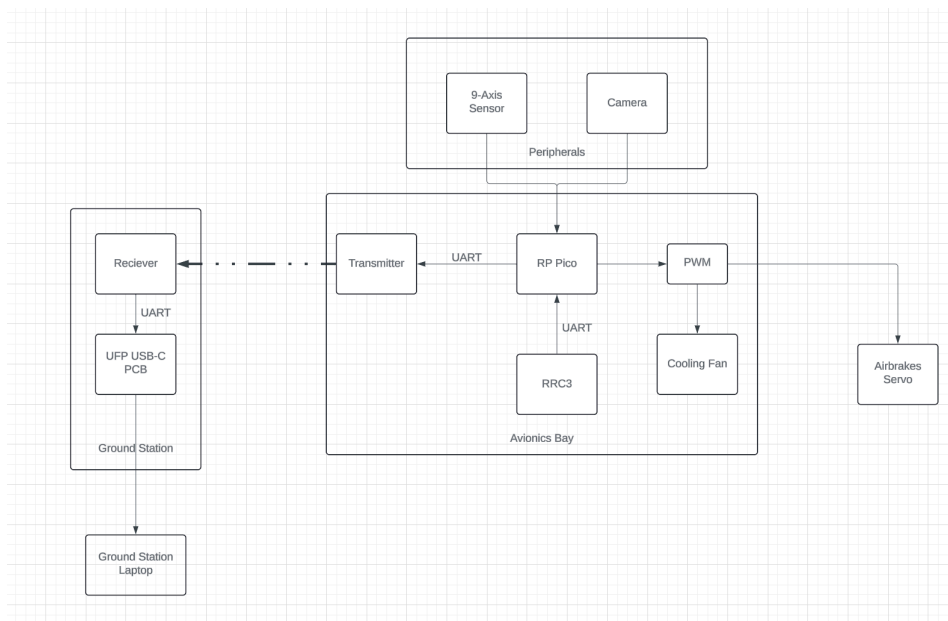 9-Axis
Sensor
Camera
Peripherals
Reciever
Transmitter
UART
RP Pico
PWM
UART
UART
UFP USB-C
PCB
RRC3
Cooling Fan
Airbrakes
Servo
Avionics Bay
Ground Station
Ground Station
Laptop